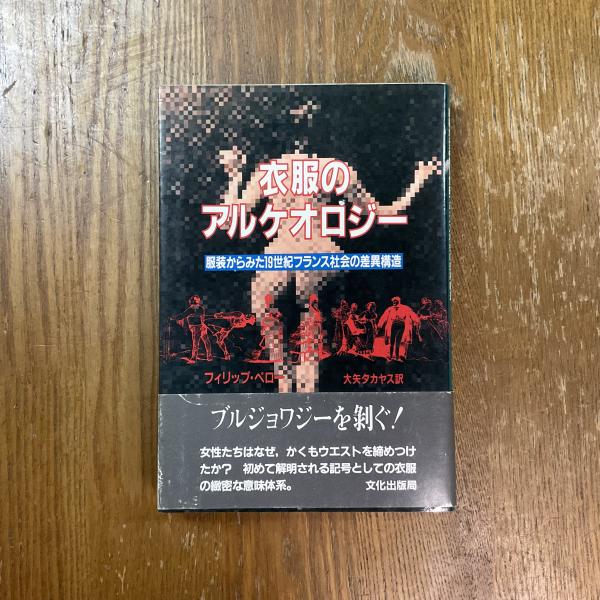 衣服の
アルケオロジー
服装からみた19世紀フランス社会の差異構造
フィリップ・ペロー
大矢タカヤス訳
ブルジョワジーを剥ぐ!
女性たちはなぜ，かくもウエストを締めつけ
たか? 初めて解明される記号としての衣服
の緻密な意味体系。 文化出版局